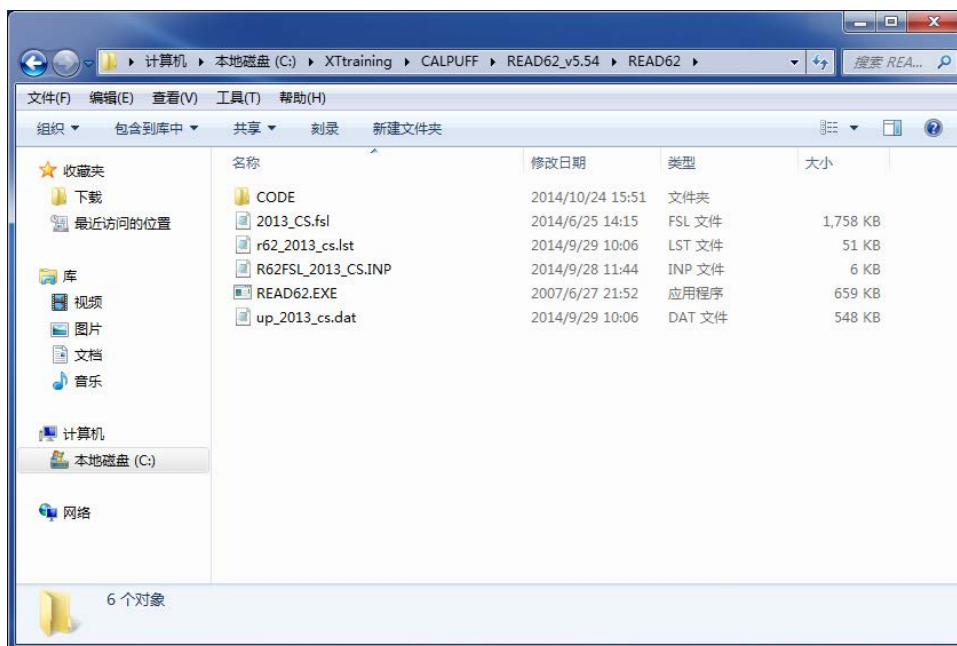 计算机 ▸ 本地磁盘 (C:) ▸ XTtraining ▸ CALPUFF ▸ READ62_v5.54 ▸ READ62 ▸ 搜索 REA...
文件(F) 编辑(E) 查看(V) 工具(T) 帮助(H)
组织 包含到库中 共享 刻录 新建文件夹
收藏夹
下载
最近访问的位置
库
视频
图片
文档
音乐
计算机
本地磁盘 (C:)
网络
名称 修改日期 类型 大小
CODE 2014/10/24 15:51 文件夹
2013_CS.fsl 2014/6/25 14:15 FSL 文件 1,758 KB
r62_2013_cs.lst 2014/9/29 10:06 LST 文件 51 KB
R62FSL_2013_CS.INP 2014/9/28 11:44 INP 文件 6 KB
READ62.EXE 2007/6/27 21:52 应用程序 659 KB
up_2013_cs.dat 2014/9/29 10:06 DAT 文件 548 KB
6 个对象